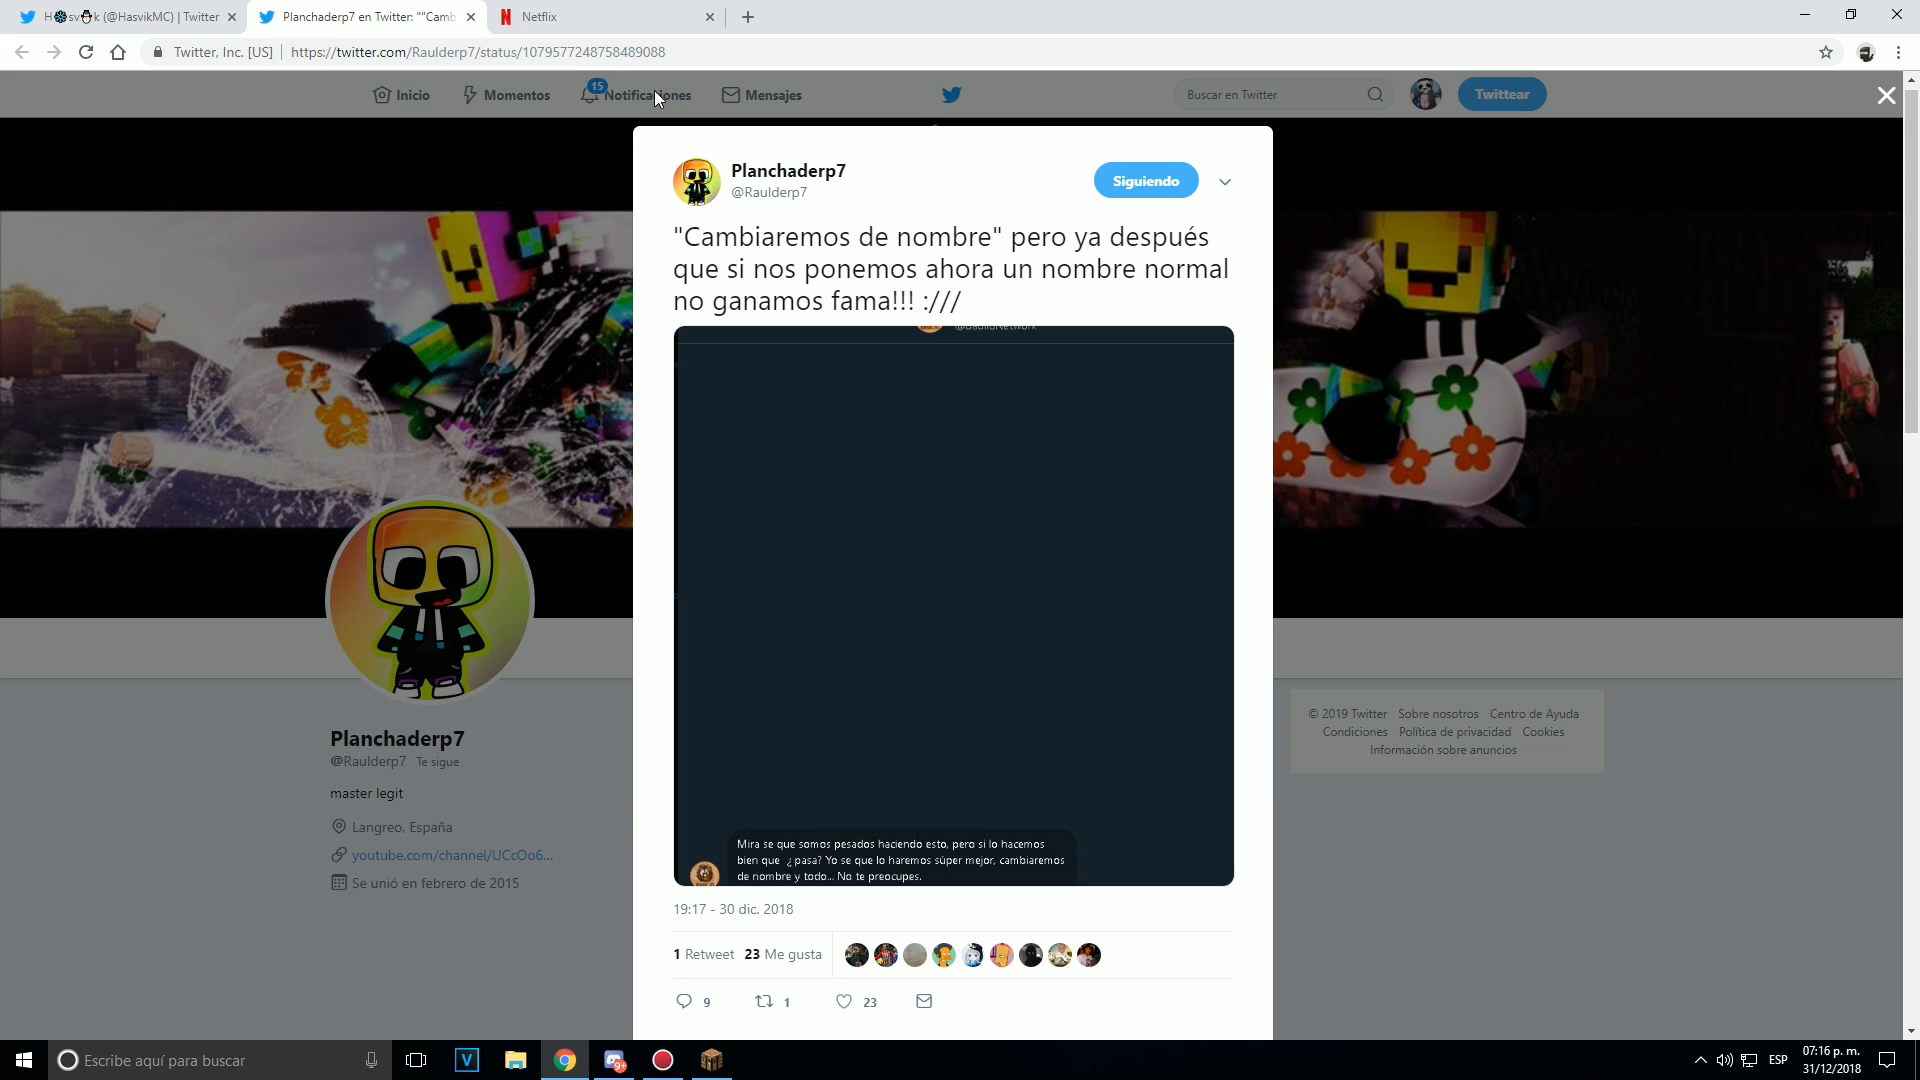 H❄sv🐧k (@HasvikMC) | Twitter
Planchaderp7 en Twitter: ""Camb
Netflix
Twitter, Inc. [US]
https://twitter.com/Raulderp7/status/1079577248758489088
Inicio
Momentos
15
Notificaciones
Mensajes
Buscar en Twitter
Twittear
Planchaderp7
@Raulderp7
Siguiendo
"Cambiaremos de nombre" pero ya después
que si nos ponemos ahora un nombre normal
no ganamos fama!!! :///
Mira se que somos pesados haciendo esto, pero si lo hacemos
bien que ¿pasa? Yo se que lo haremos súper mejor, cambiaremos
de nombre y todo... No te preocupes.
19:17 - 30 dic. 2018
1 Retweet 23 Me gusta
9 1 23
Planchaderp7
@Raulderp7 Te sigue
master legit
Langreo, España
youtube.com/channel/UCcOo6...
Se unió en febrero de 2015
© 2019 Twitter Sobre nosotros Centro de Ayuda
Condiciones Política de privacidad Cookies
Información sobre anuncios
Escribe aquí para buscar
V
9+
ESP
07:16 p. m.
31/12/2018